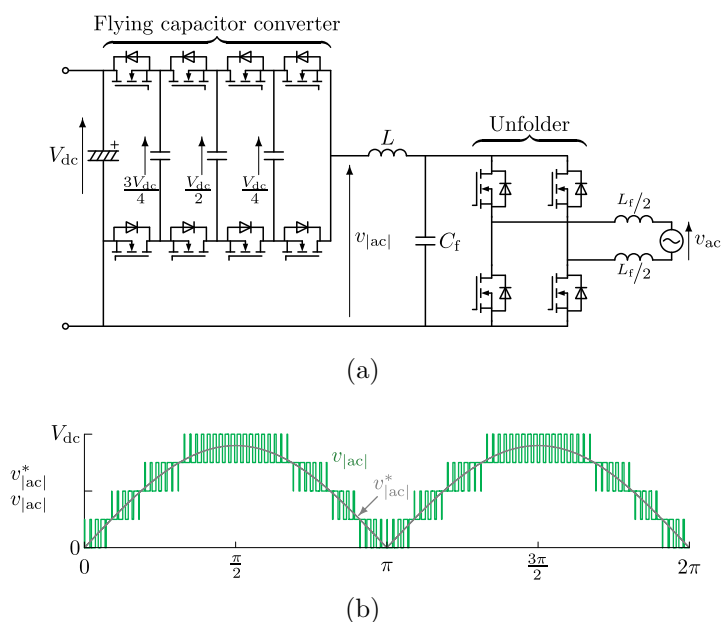 Flying capacitor converter
+
V_dc
3V_dc/4
V_dc/2
V_dc/4
L
v_|ac|
C_f
Unfolder
L_f/2
L_f/2
v_ac
(a)
V_dc
v*_|ac|
v_|ac|
0
v_|ac|
v*_|ac|
0
π/2
π
3π/2
2π
(b)